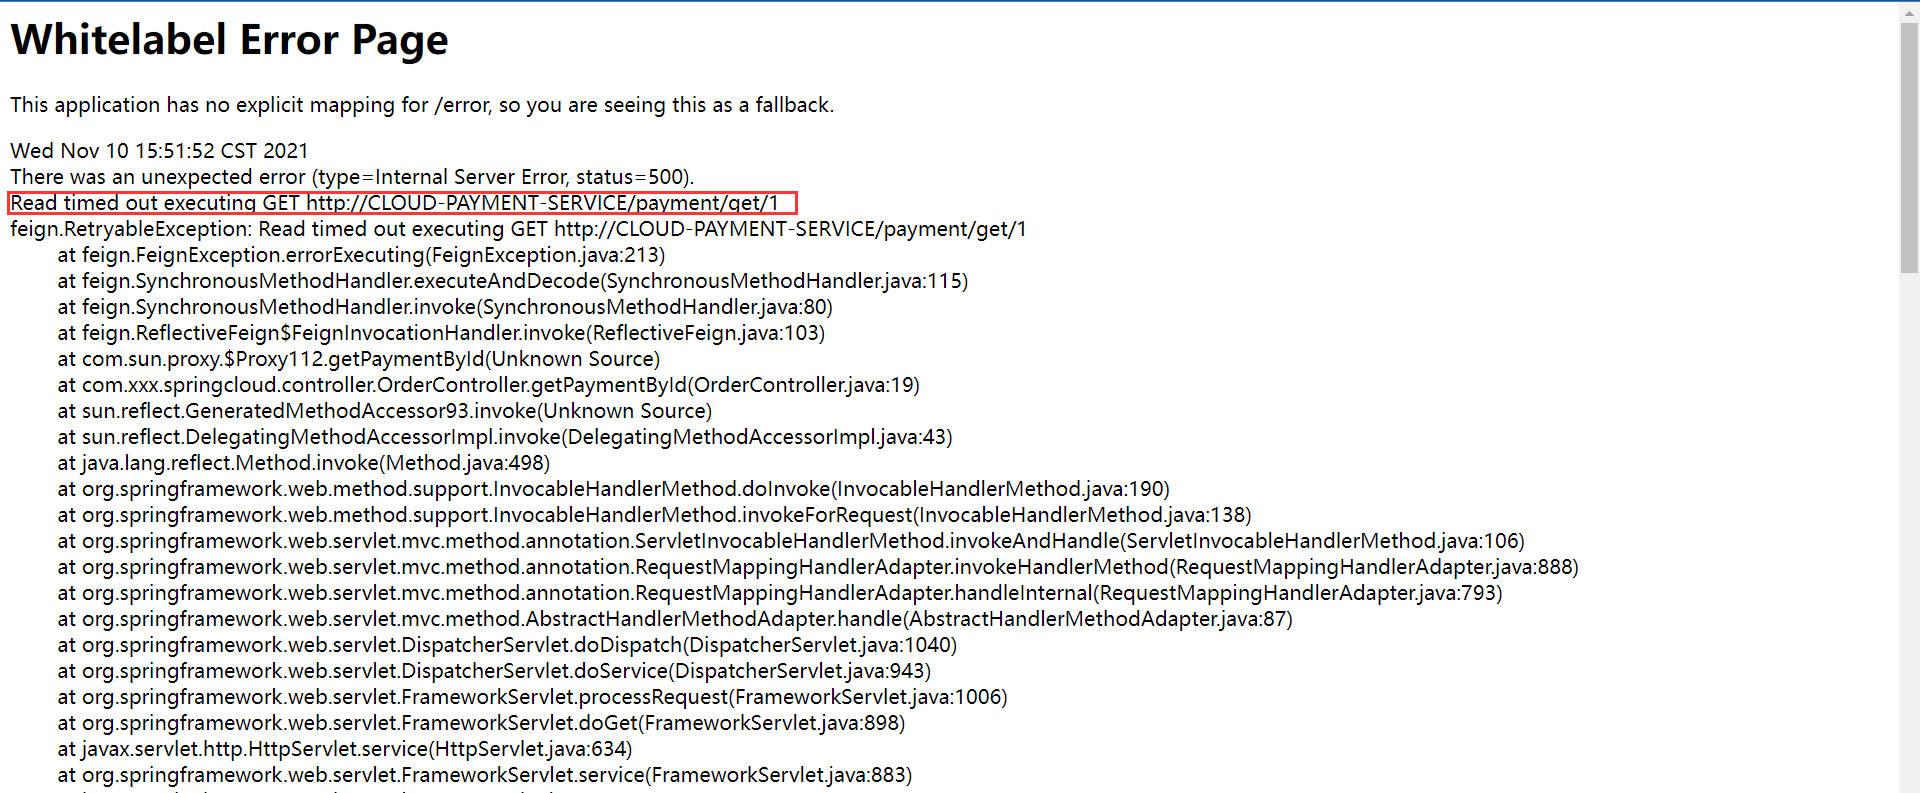 Whitelabel Error Page
This application has no explicit mapping for /error, so you are seeing this as a fallback.
Wed Nov 10 15:51:52 CST 2021
There was an unexpected error (type=Internal Server Error, status=500).
Read timed out executing GET http://CLOUD-PAYMENT-SERVICE/payment/get/1
feign.RetryableException: Read timed out executing GET http://CLOUD-PAYMENT-SERVICE/payment/get/1
at feign.FeignException.errorExecuting(FeignException.java:213)
at feign.SynchronousMethodHandler.executeAndDecode(SynchronousMethodHandler.java:115)
at feign.SynchronousMethodHandler.invoke(SynchronousMethodHandler.java:80)
at feign.ReflectiveFeign$FeignInvocationHandler.invoke(ReflectiveFeign.java:103)
at com.sun.proxy.$Proxy112.getPaymentById(Unknown Source)
at com.xxx.springcloud.controller.OrderController.getPaymentById(OrderController.java:19)
at sun.reflect.GeneratedMethodAccessor93.invoke(Unknown Source)
at sun.reflect.DelegatingMethodAccessorImpl.invoke(DelegatingMethodAccessorImpl.java:43)
at java.lang.reflect.Method.invoke(Method.java:498)
at org.springframework.web.method.support.InvocableHandlerMethod.doInvoke(InvocableHandlerMethod.java:190)
at org.springframework.web.method.support.InvocableHandlerMethod.invokeForRequest(InvocableHandlerMethod.java:138)
at org.springframework.web.servlet.mvc.method.annotation.ServletInvocableHandlerMethod.invokeAndHandle(ServletInvocableHandlerMethod.java:106)
at org.springframework.web.servlet.mvc.method.annotation.RequestMappingHandlerAdapter.invokeHandlerMethod(RequestMappingHandlerAdapter.java:888)
at org.springframework.web.servlet.mvc.method.annotation.RequestMappingHandlerAdapter.handleInternal(RequestMappingHandlerAdapter.java:793)
at org.springframework.web.servlet.mvc.method.AbstractHandlerMethodAdapter.handle(AbstractHandlerMethodAdapter.java:87)
at org.springframework.web.servlet.DispatcherServlet.doDispatch(DispatcherServlet.java:1040)
at org.springframework.web.servlet.DispatcherServlet.doService(DispatcherServlet.java:943)
at org.springframework.web.servlet.FrameworkServlet.processRequest(FrameworkServlet.java:1006)
at org.springframework.web.servlet.FrameworkServlet.doGet(FrameworkServlet.java:898)
at javax.servlet.http.HttpServlet.service(HttpServlet.java:634)
at org.springframework.web.servlet.FrameworkServlet.service(FrameworkServlet.java:883)